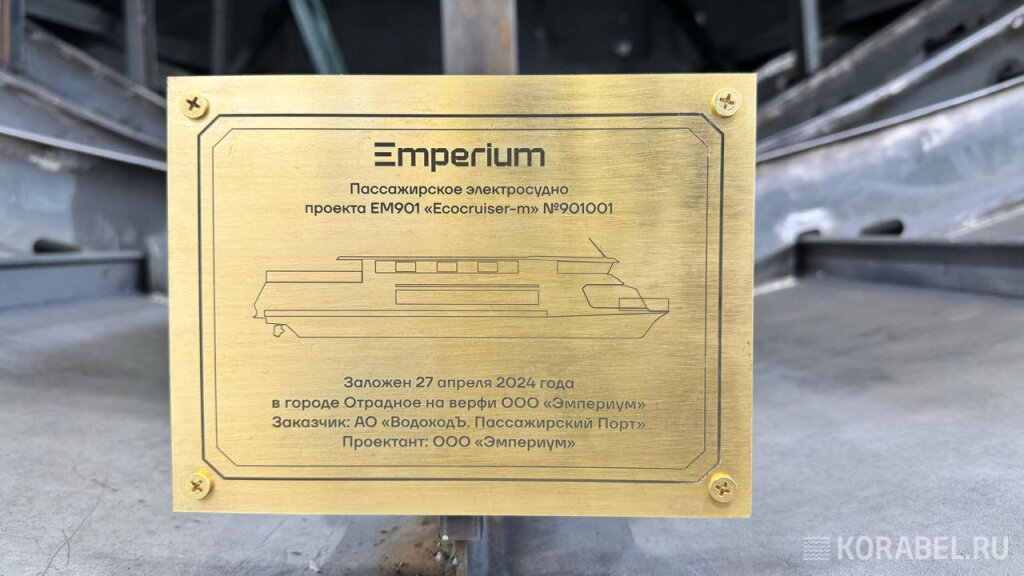 Emperium
Пассажирское электросудно
проекта EM901 «Ecocruiser-m» №901001
Заложен 27 апреля 2024 года
в городе Отрадное на верфи ООО «Эмпериум»
Заказчик: АО «ВодоходЪ. Пассажирский Порт»
Проектант: ООО «Эмпериум»
KORABEL.RU